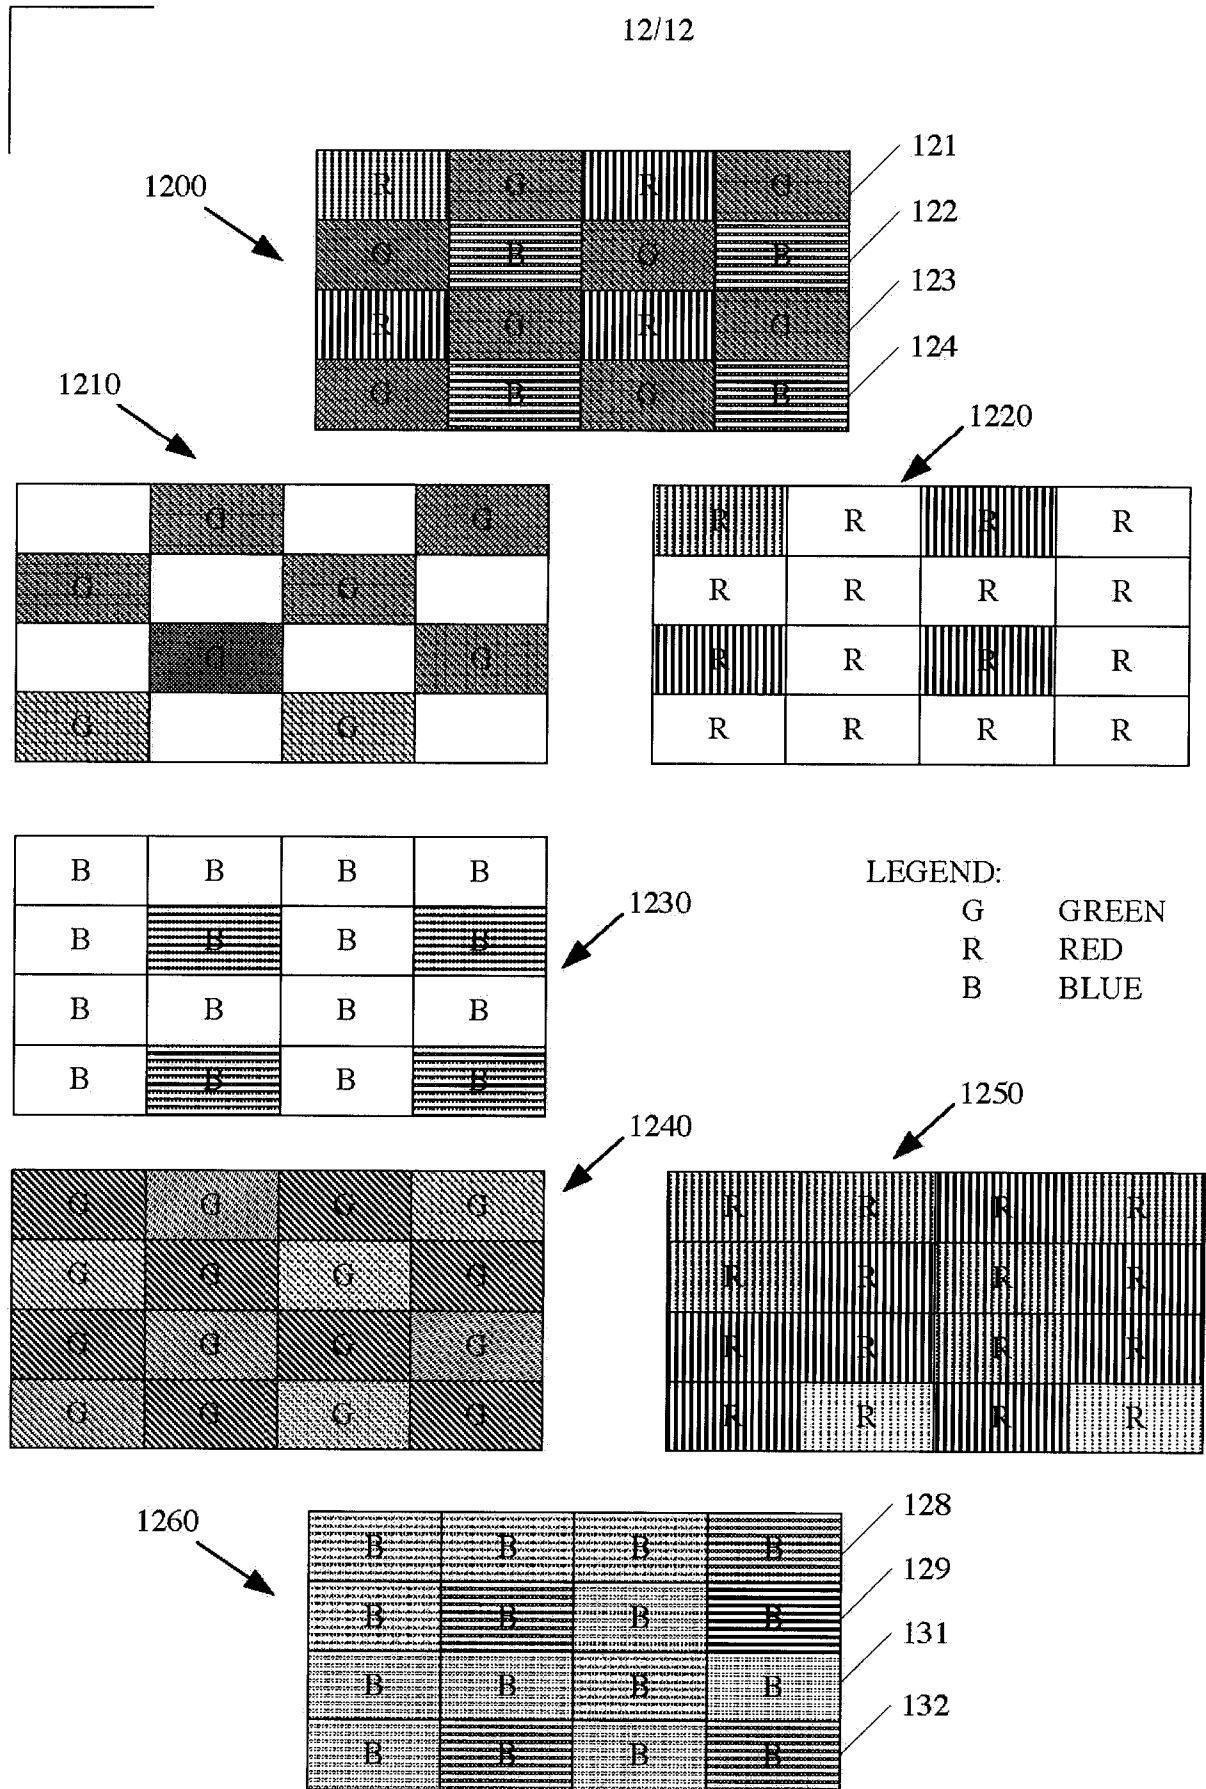 12/12
1200
R G R G 121
G B G B 122
R G R G 123
G B G B 124
1210
G G
G G
G G
G G
1220
R R R R
R R R R
R R R R
R R R R
1230
B B B B
B B B B
B B B B
B B B B
LEGEND:
G GREEN
R RED
B BLUE
1240
G G G G
G G G G
G G G G
G G G G
1250
R R R R
R R R R
R R R R
R R R R
1260
B B B B 128
B B B B 129
B B B B 131
B B B B 132